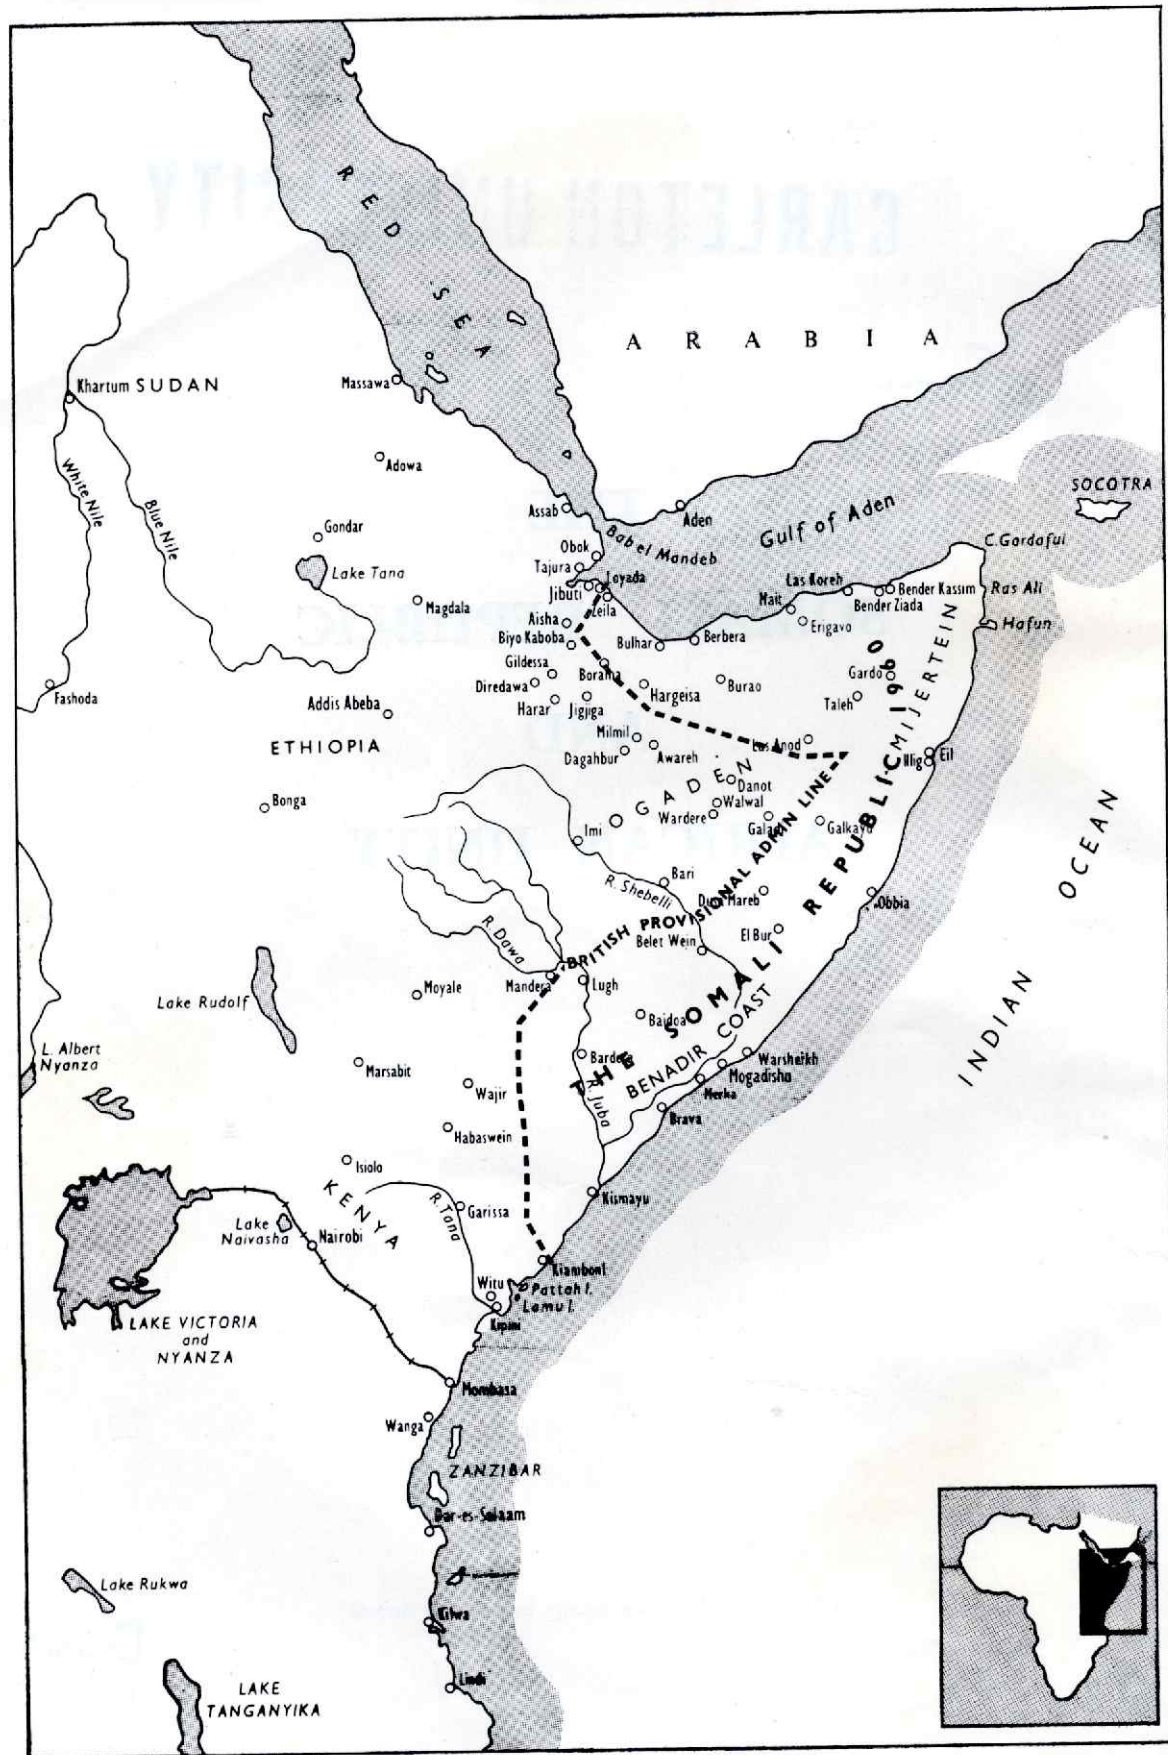 RED SEA
ARABIA
Khartum SUDAN
Massawa
Adowa
White Nile
Blue Nile
SOCOTRA
Assab
Aden
Gulf of Aden
Gondar
Bab el Mandeb
C. Gardaful
Obok
Lake Tana
Tajura
Loyada
Las Koreh
Bender Kassim
Ras Ali
Jibuti
Zeila
Mait
Bender Ziada
Magdala
Aisha
Erigavo
Hafun
Biyo Kaboba
Bulhar
Berbera
Gildessa
Borama
Gardo
Fashoda
Diredawa
Hargeisa
Burao
Taleh
MIJERTEIN
Addis Abeba
Harar
Jigjiga
Milmil
Las Anod
ETHIOPIA
Dagahbur
Awareh
Illig
Eil
OGADEN
Danot
Bonga
Walwal
Wardere
Imi
Galkayu
BRITISH PROVISIONAL ADMIN LINE
THE SOMALI REPUBLIC 1960
Bari
R. Shebelli
Obbia
R. Dawa
Belet Wein
El Bur
INDIAN OCEAN
Mandera
Lugh
Moyale
Lake Rudolf
Baidoa
BENADIR COAST
L. Albert
Nyanza
Marsabit
Bardera
Warsheikh
Mogadisho
Wajir
Merka
R. Juba
Brava
Habaswein
Isiolo
KENYA
Kismayu
R. Tana
Garissa
Lake
Naivasha
Nairobi
Kiamboni
Witu
Pattah I.
Lamu I.
Kipini
LAKE VICTORIA
and
NYANZA
Mombasa
Wanga
ZANZIBAR
Dar-es-Salaam
Lake Rukwa
Kilwa
Lindi
LAKE
TANGANYIKA